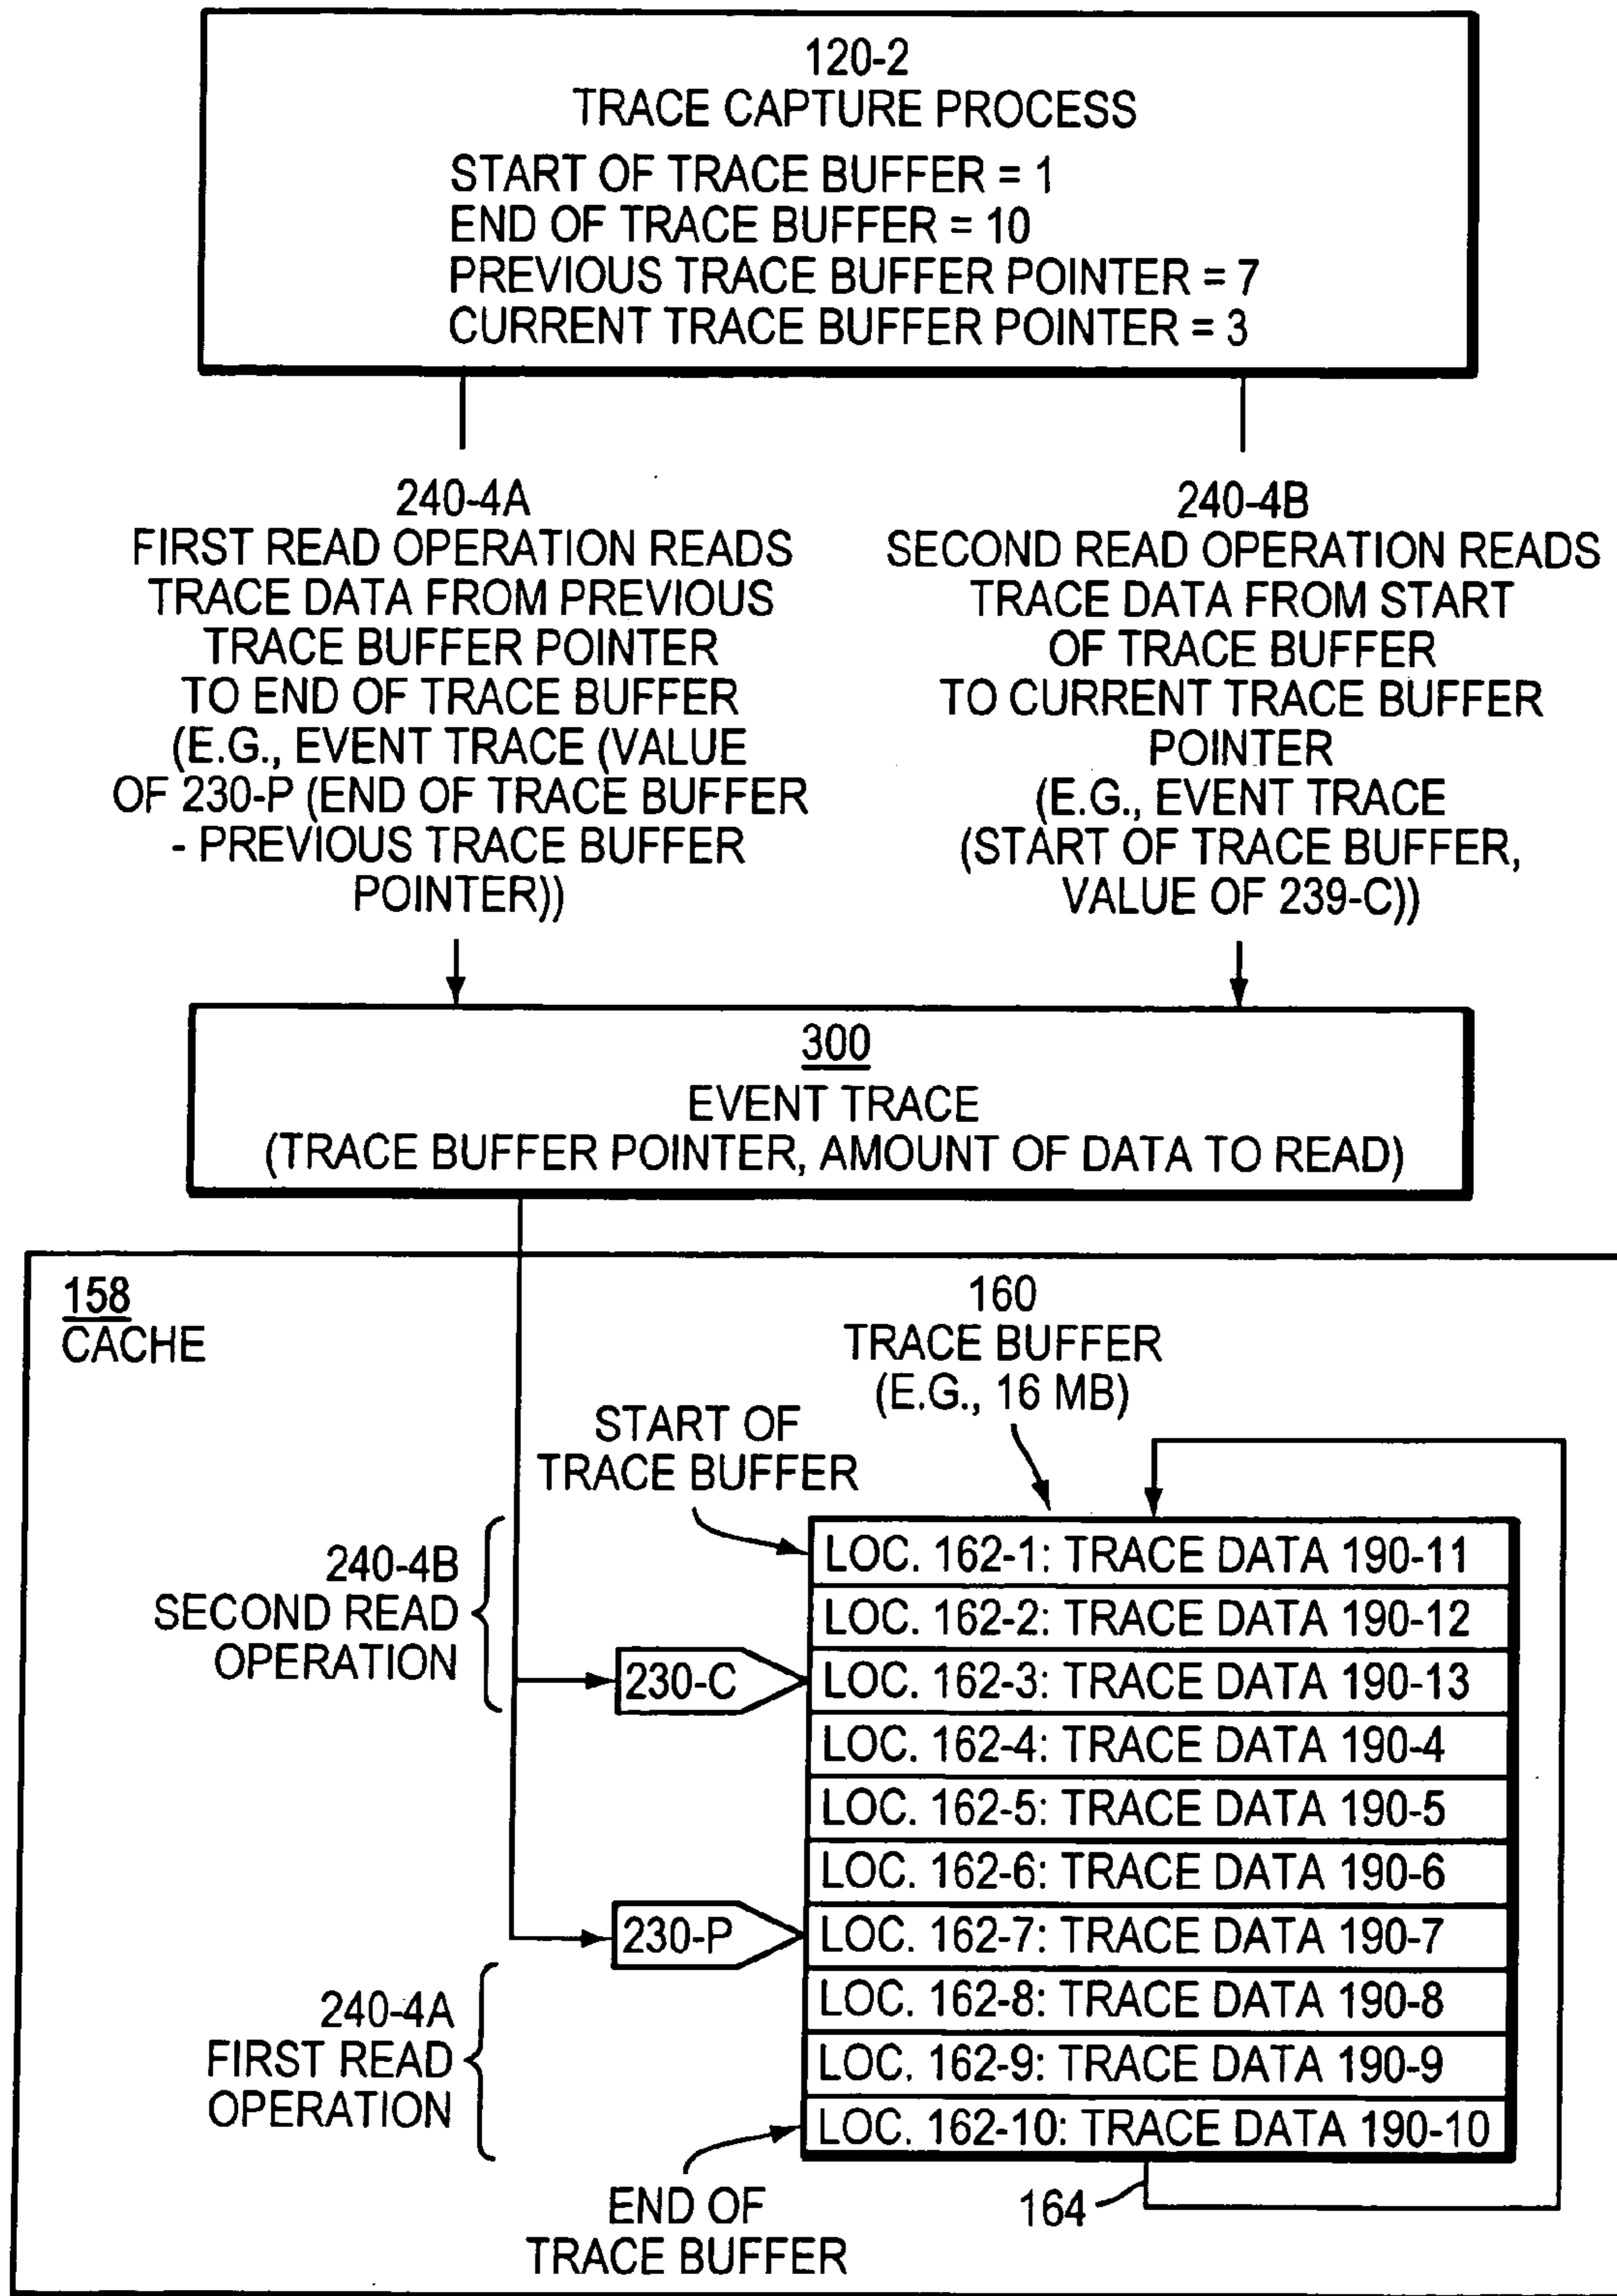 120-2
TRACE CAPTURE PROCESS
START OF TRACE BUFFER = 1
END OF TRACE BUFFER = 10
PREVIOUS TRACE BUFFER POINTER = 7
CURRENT TRACE BUFFER POINTER = 3
240-4A
FIRST READ OPERATION READS
TRACE DATA FROM PREVIOUS
TRACE BUFFER POINTER
TO END OF TRACE BUFFER
(E.G., EVENT TRACE (VALUE
OF 230-P (END OF TRACE BUFFER
- PREVIOUS TRACE BUFFER
POINTER))
240-4B
SECOND READ OPERATION READS
TRACE DATA FROM START
OF TRACE BUFFER
TO CURRENT TRACE BUFFER
POINTER
(E.G., EVENT TRACE
(START OF TRACE BUFFER,
VALUE OF 239-C))
300
EVENT TRACE
(TRACE BUFFER POINTER, AMOUNT OF DATA TO READ)
158
CACHE
160
TRACE BUFFER
(E.G., 16 MB)
START OF
TRACE BUFFER
240-4B
SECOND READ
OPERATION
230-C
230-P
240-4A
FIRST READ
OPERATION
LOC. 162-1: TRACE DATA 190-11
LOC. 162-2: TRACE DATA 190-12
LOC. 162-3: TRACE DATA 190-13
LOC. 162-4: TRACE DATA 190-4
LOC. 162-5: TRACE DATA 190-5
LOC. 162-6: TRACE DATA 190-6
LOC. 162-7: TRACE DATA 190-7
LOC. 162-8: TRACE DATA 190-8
LOC. 162-9: TRACE DATA 190-9
LOC. 162-10: TRACE DATA 190-10
END OF
TRACE BUFFER
164